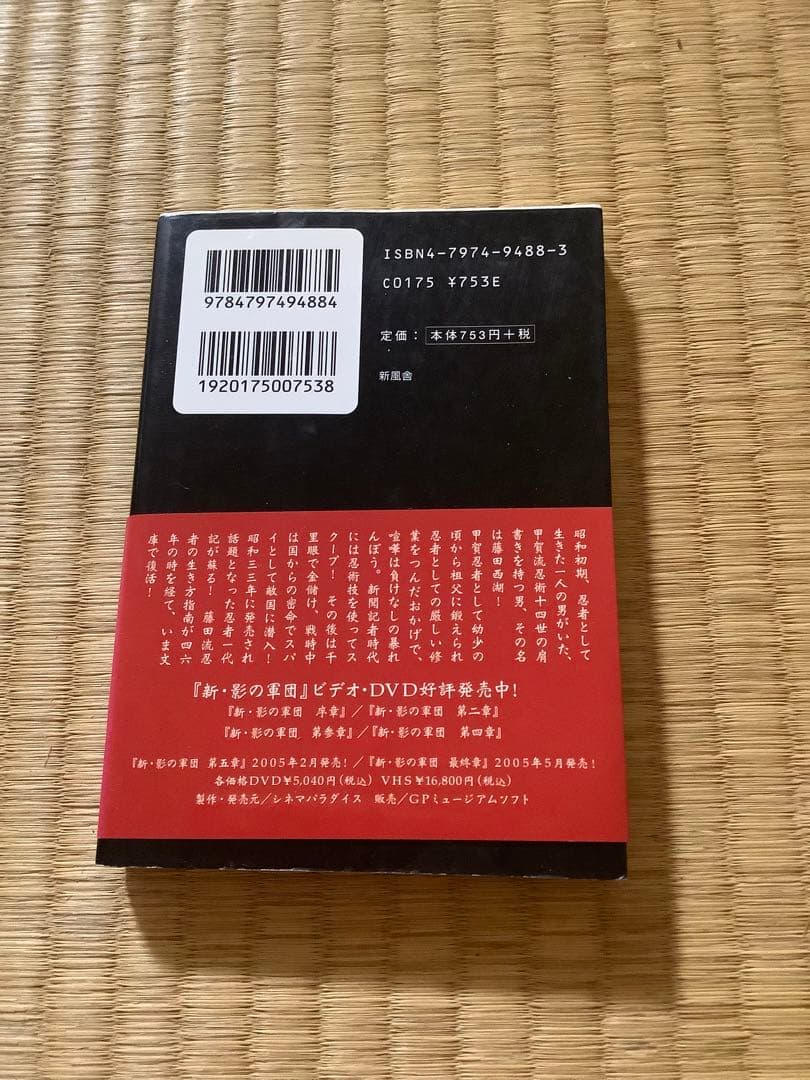 9784797494884
1920175007538
ISBN4-7974-9488-3
C0175 ¥753E
定価： 本体753円＋税
新風舎
昭和初期、忍者として
生きた一人の男がいた、
甲賀流忍術十四世の肩
書きを持つ男、その名
は藤田西湖！
甲賀忍者として幼少の
頃から祖父に鍛えられ
忍者としての厳しい修
業をつんだおかげで、
喧嘩は負けなしの暴れ
んぼう。 新聞記者時代
には忍術技を使ってス
クープ！ その後は千
里眼で金儲け、戦時中
は国からの密命でスパ
イとして敵国に潜入！
昭和三三年に発売され
話題となった忍者一代
記が蘇る！ 藤田流忍
者の生き方指南が四六
年の時を経て、いま文
庫で復活！
『新・影の軍団』ビデオ・DVD好評発売中！
『新・影の軍団 序章』／『新・影の軍団 第二章』
『新・影の軍団 第参章』／『新・影の軍団 第四章』
『新・影の軍団 第五章』2005年2月発売！／『新・影の軍団 最終章』2005年5月発売！
各価格DVD¥5,040円（税込） VHS¥16,800円（税込）
製作・発売元／シネマパラダイス 販売／GPミュージアムソフト